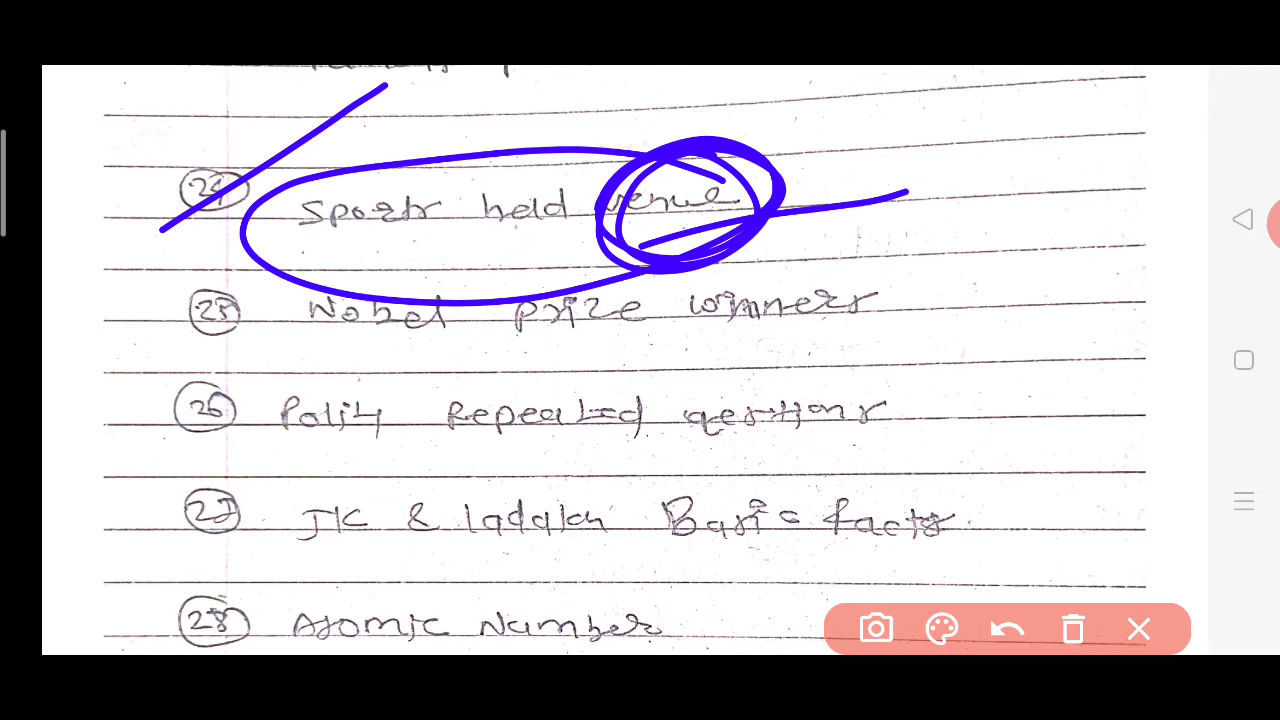 24 Sports held venue
25 Nobel prize winners
26 Polity Repeated questions
27 JK & ladakh Basic facts
28 Atomic Number